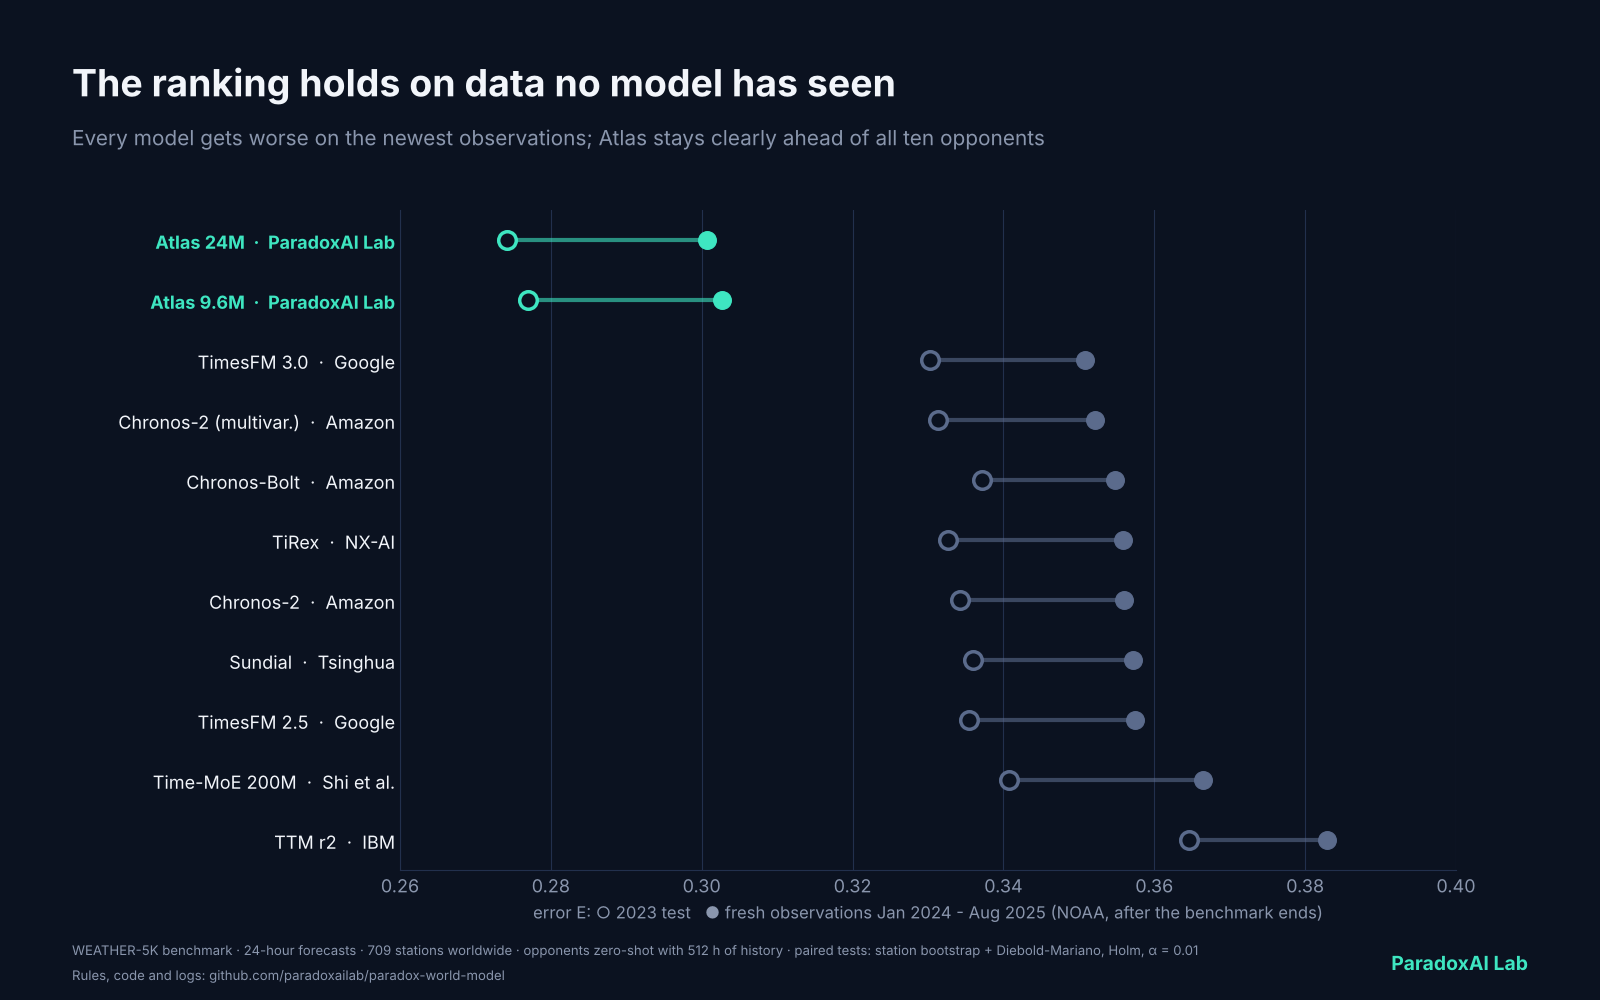 The ranking holds on data no model has seen
Every model gets worse on the newest observations; Atlas stays clearly ahead of all ten opponents
Atlas 24M · ParadoxAI Lab
Atlas 9.6M · ParadoxAI Lab
TimesFM 3.0 · Google
Chronos-2 (multivar.) · Amazon
Chronos-Bolt · Amazon
TiRex · NX-AI
Chronos-2 · Amazon
Sundial · Tsinghua
TimesFM 2.5 · Google
Time-MoE 200M · Shi et al.
TTM r2 · IBM
0.26 0.28 0.30 0.32 0.34 0.36 0.38 0.40
error E: ○ 2023 test ● fresh observations Jan 2024 - Aug 2025 (NOAA, after the benchmark ends)
WEATHER-5K benchmark · 24-hour forecasts · 709 stations worldwide · opponents zero-shot with 512 h of history · paired tests: station bootstrap + Diebold-Mariano, Holm, α = 0.01
Rules, code and logs: github.com/paradoxailab/paradox-world-model
ParadoxAI Lab